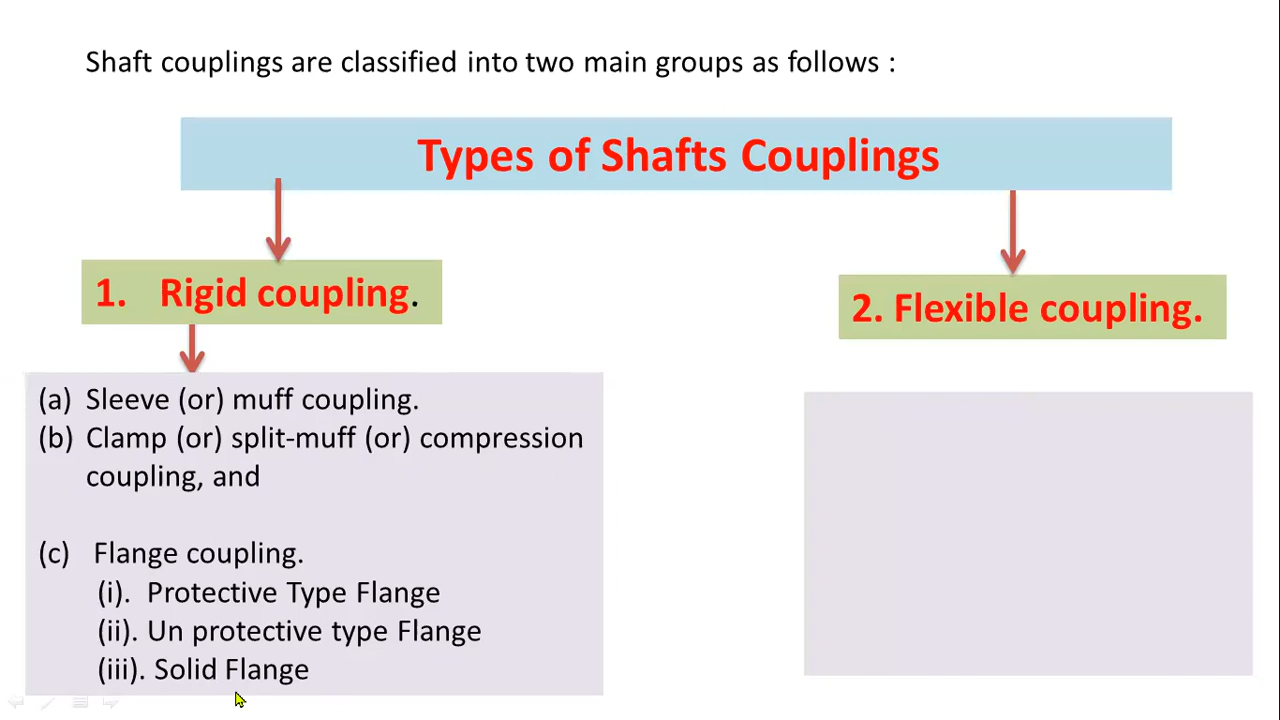 Shaft couplings are classified into two main groups as follows :
Types of Shafts Couplings
1. Rigid coupling.
2. Flexible coupling.
(a) Sleeve (or) muff coupling.
(b) Clamp (or) split-muff (or) compression
coupling, and
(c) Flange coupling.
(i). Protective Type Flange
(ii). Un protective type Flange
(iii). Solid Flange